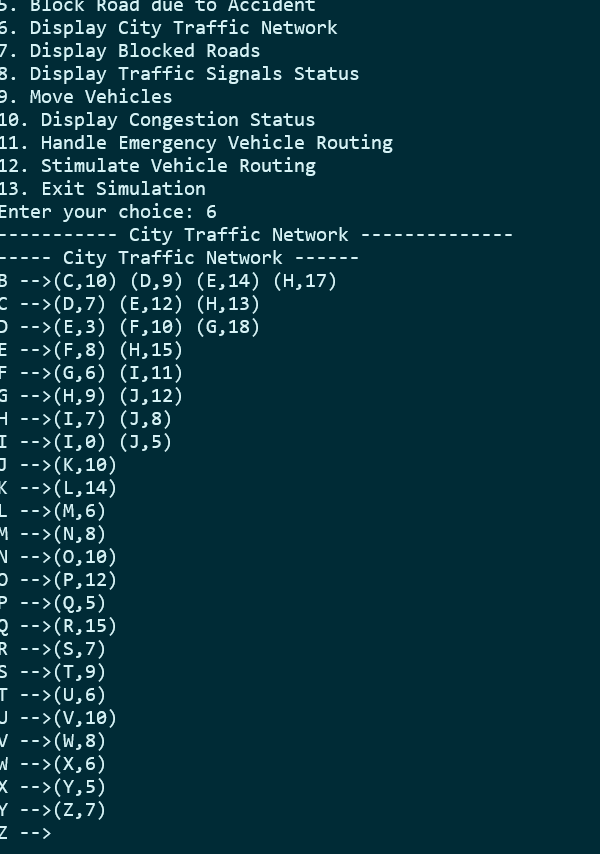 5. Block Road due to Accident
6. Display City Traffic Network
7. Display Blocked Roads
8. Display Traffic Signals Status
9. Move Vehicles
10. Display Congestion Status
11. Handle Emergency Vehicle Routing
12. Stimulate Vehicle Routing
13. Exit Simulation
Enter your choice: 6
----------- City Traffic Network --------------
----- City Traffic Network ------
B -->(C,10) (D,9) (E,14) (H,17)
C -->(D,7) (E,12) (H,13)
D -->(E,3) (F,10) (G,18)
E -->(F,8) (H,15)
F -->(G,6) (I,11)
G -->(H,9) (J,12)
H -->(I,7) (J,8)
I -->(I,0) (J,5)
J -->(K,10)
K -->(L,14)
L -->(M,6)
M -->(N,8)
N -->(O,10)
O -->(P,12)
P -->(Q,5)
Q -->(R,15)
R -->(S,7)
S -->(T,9)
T -->(U,6)
U -->(V,10)
V -->(W,8)
W -->(X,6)
X -->(Y,5)
Y -->(Z,7)
Z -->